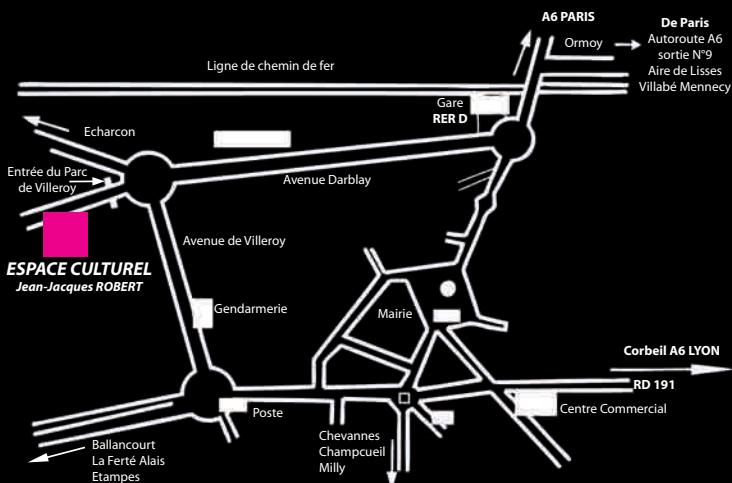 A6 PARIS
De Paris
Autoroute A6
sortie N°9
Aire de Lisses
Villabé Mennecy
Ormoy
Ligne de chemin de fer
Gare
RER D
Echarcon
Entrée du Parc
de Villeroy
Avenue Darblay
Avenue de Villeroy
ESPACE CULTUREL
Jean-Jacques ROBERT
Gendarmerie
Mairie
Corbeil A6 LYON
RD 191
Poste
Centre Commercial
Chevannes
Champcueil
Milly
Ballancourt
La Ferté Alais
Etampes